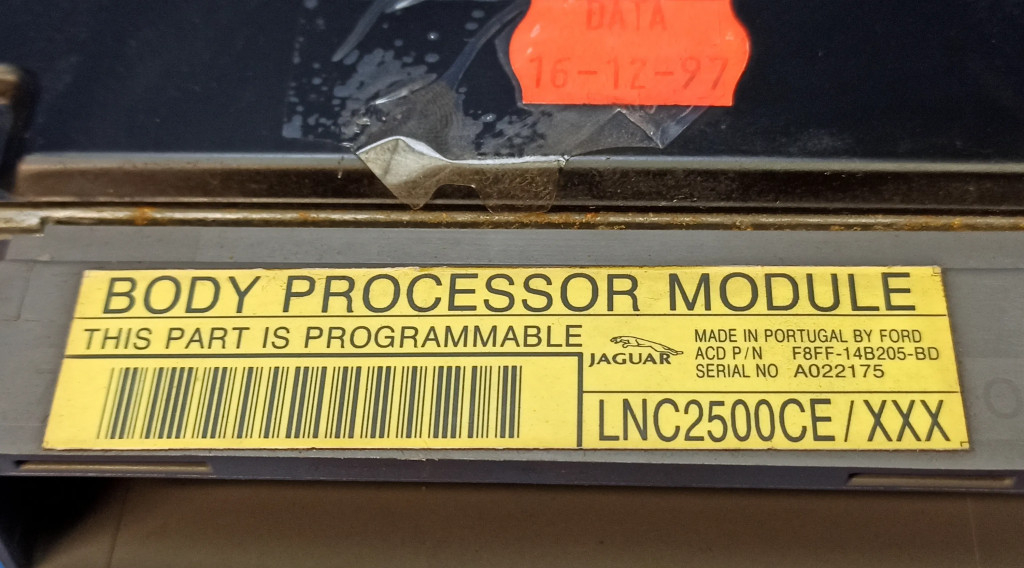 DATA
16-12-97
BODY PROCESSOR MODULE
THIS PART IS PROGRAMMABLE
JAGUAR
MADE IN PORTUGAL BY FORD
ACD P/N F8FF-14B205-BD
SERIAL NO A022175
LNC2500CE/XXX